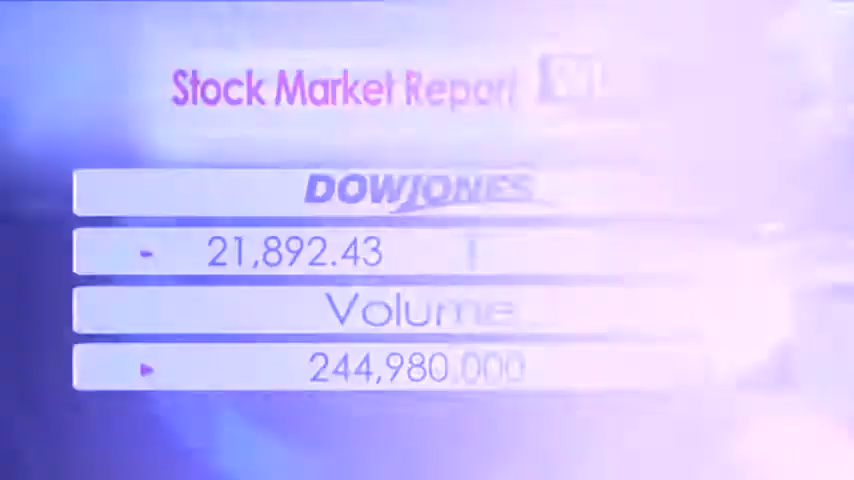 Stock Market Report
DOWJONES
- 21,892.43
Volume
244,980,000